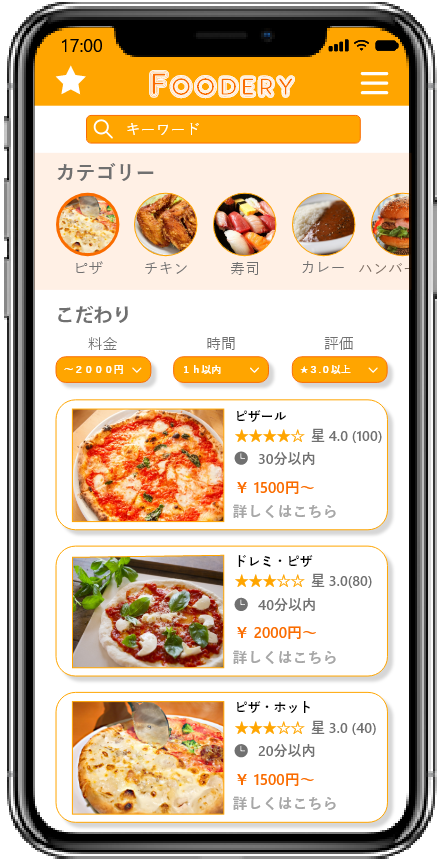 17:00
FOODERY
キーワード
カテゴリー
ピザ チキン 寿司 カレー ハンバー
こだわり
料金 時間 評価
～２０００円 １ｈ以内 ★３.０以上
ピザール
★★★★☆ 星 4.0 (100)
30分以内
￥ 1500円～
詳しくはこちら
ドレミ・ピザ
★★★☆☆ 星 3.0(80)
40分以内
￥ 2000円～
詳しくはこちら
ピザ・ホット
★★★☆☆ 星 3.0 (40)
20分以内
￥ 1500円～
詳しくはこちら